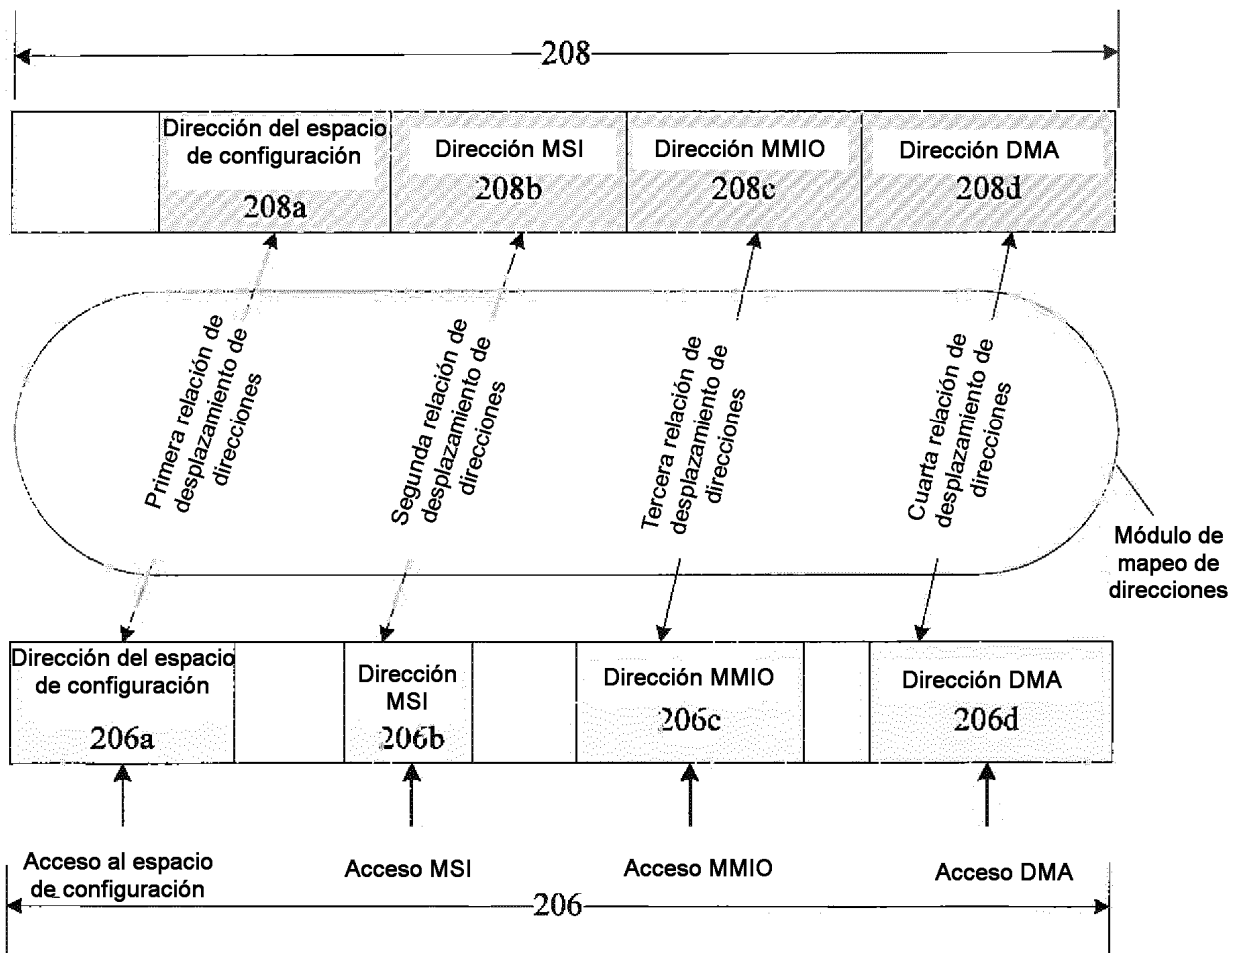 208
Dirección del espacio
de configuración
208a
Dirección MSI
208b
Dirección MMIO
208c
Dirección DMA
208d
Primera relación de
desplazamiento de
direcciones
Segunda relación de
desplazamiento de
direcciones
Tercera relación de
desplazamiento de
direcciones
Cuarta relación de
desplazamiento de
direcciones
Módulo de
mapeo de
direcciones
Dirección del espacio
de configuración
206a
Dirección
MSI
206b
Dirección MMIO
206c
Dirección DMA
206d
Acceso al espacio
de configuración
Acceso MSI
Acceso MMIO
Acceso DMA
206